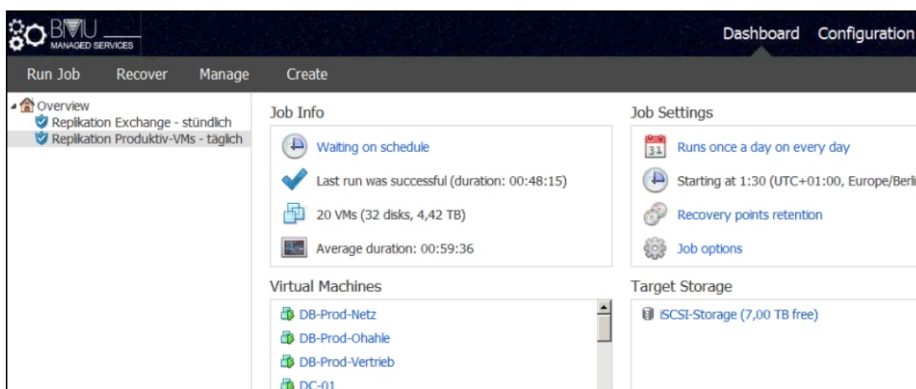 BMU
MANAGED SERVICES
Dashboard Configuration
Run Job Recover Manage Create
Overview
Replikation Exchange - stündlich
Replikation Produktiv-VMs - täglich
Job Info
Waiting on schedule
Last run was successful (duration: 00:48:15)
20 VMs (32 disks, 4,42 TB)
Average duration: 00:59:36
Job Settings
31
Runs once a day on every day
Starting at 1:30 (UTC+01:00, Europe/Berli
Recovery points retention
Job options
Virtual Machines
DB-Prod-Netz
DB-Prod-Ohahle
DB-Prod-Vertrieb
DC-01
Target Storage
iSCSI-Storage (7,00 TB free)